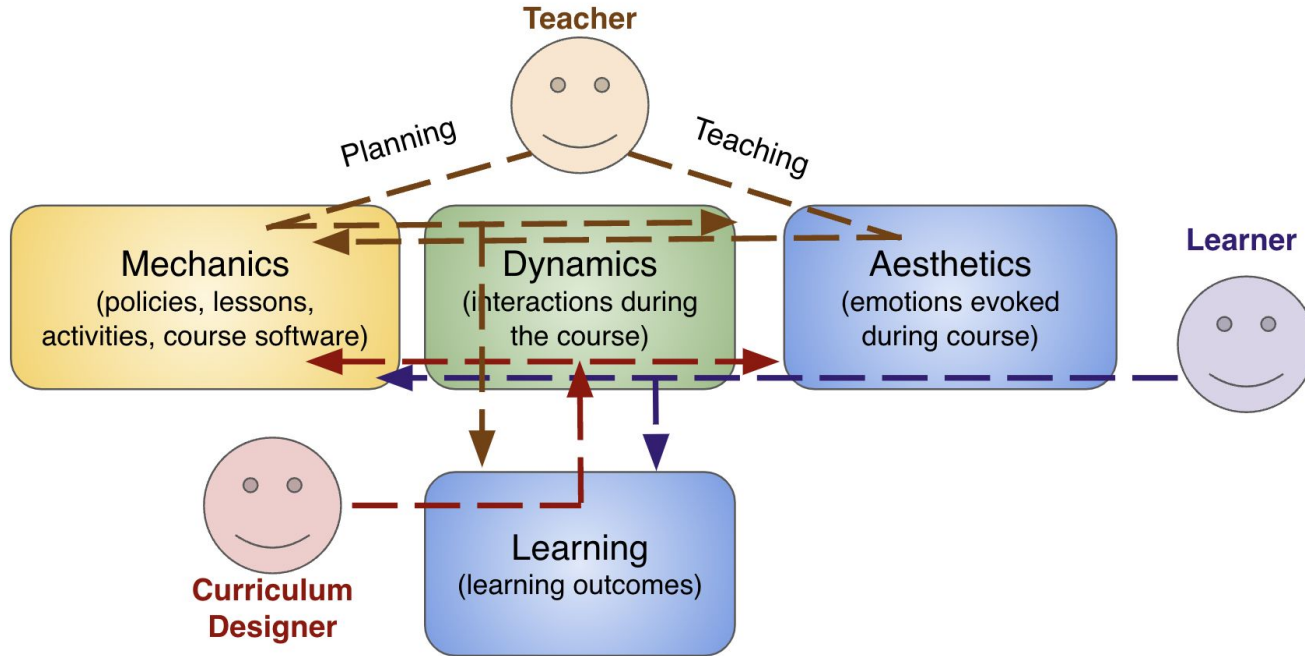 Teacher
Planning
Teaching
Learner
Mechanics
(policies, lessons,
activities, course software)
Dynamics
(interactions during
the course)
Aesthetics
(emotions evoked
during course)
Curriculum
Designer
Learning
(learning outcomes)